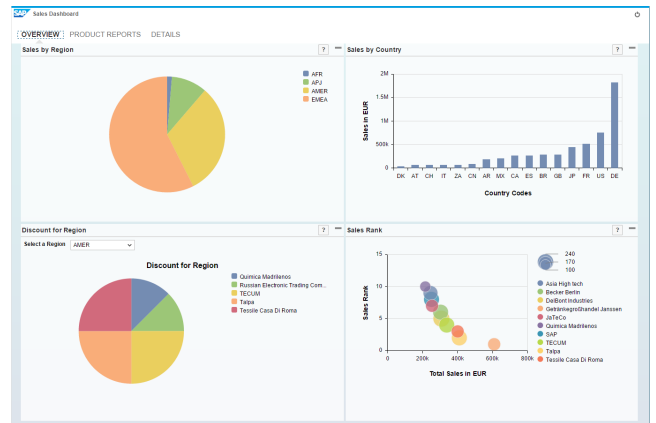 SAP Sales Dashboard
OVERVIEW PRODUCT REPORTS DETAILS
Sales by Region ?
AFR
APJ
AMER
EMEA
Sales by Country ?
Sales in EUR
2M
1.5M
1M
500k
0
DK AT CH IT ZA CN AR MX CA ES BR GB JP FR US DE
Country Codes
Discount for Region ?
Select a Region AMER
Discount for Region
Quimica Madrilenos
Russian Electronic Trading Com...
TECUM
Talpa
Tessile Casa Di Roma
Sales Rank ?
Sales Rank
15
10
5
0
0 200k 400k 600k 800k
Total Sales in EUR
240
170
100
Asia High tech
Becker Berlin
DelBont Industries
Getränkegroßhandel Janssen
JaTeCo
Quimica Madrilenos
SAP
TECUM
Talpa
Tessile Casa Di Roma